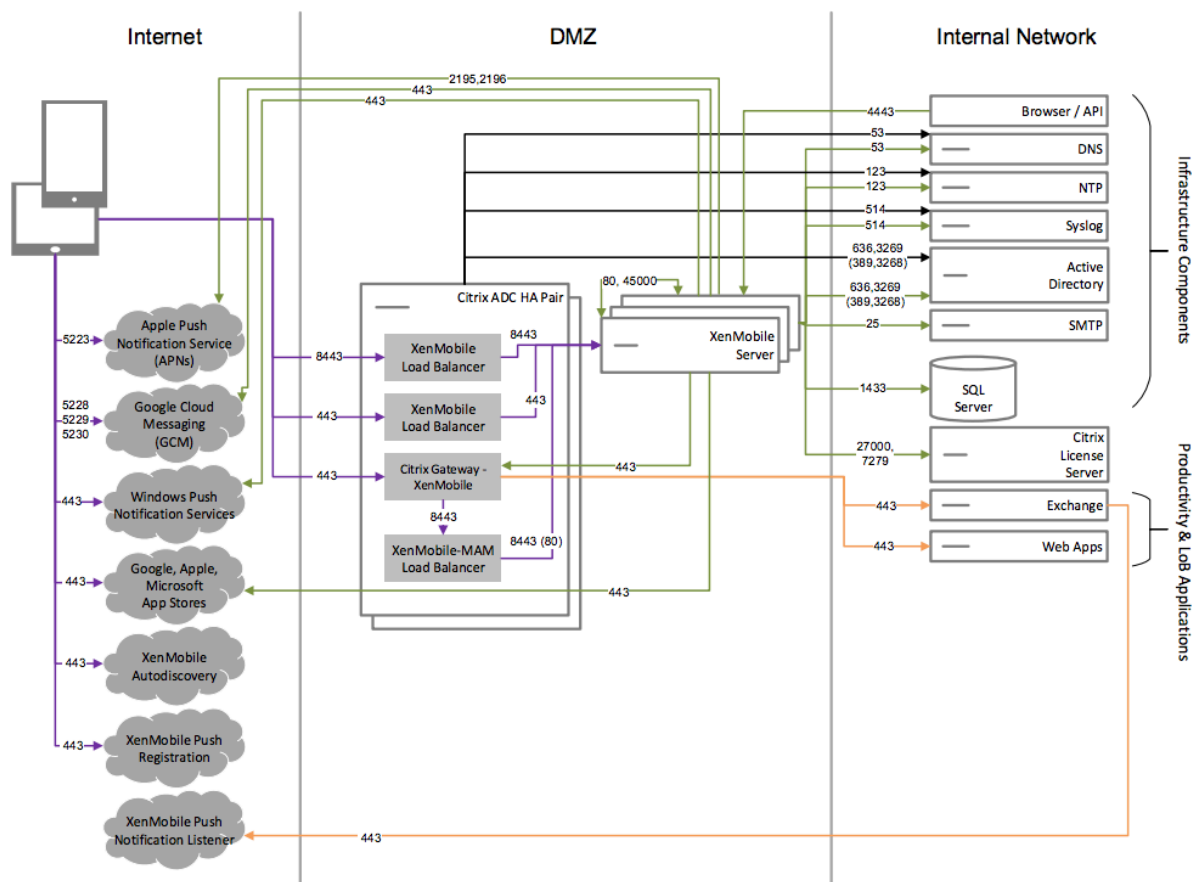 Internet
DMZ
Internal Network
2195,2196
443
443
4443
Browser / API
53
53
DNS
123
123
NTP
514
514
Syslog
636,3269
(389,3268)
636,3269
(389,3268)
Active
Directory
25
SMTP
1433
SQL
Server
27000,
7279
Citrix
License
Server
443
Exchange
443
Web Apps
Infrastructure Components
Productivity & LoB Applications
80, 45000
Citrix ADC HA Pair
XenMobile
Server
8443
XenMobile
Load Balancer
8443
443
XenMobile
Load Balancer
443
443
Citrix Gateway -
XenMobile
443
8443
XenMobile-MAM
Load Balancer
8443 (80)
443
5223
Apple Push
Notification Service
(APNs)
5228
5229
5230
Google Cloud
Messaging
(GCM)
443
Windows Push
Notification Services
443
Google, Apple,
Microsoft
App Stores
443
XenMobile
Autodiscovery
443
XenMobile Push
Registration
XenMobile Push
Notification Listener
443